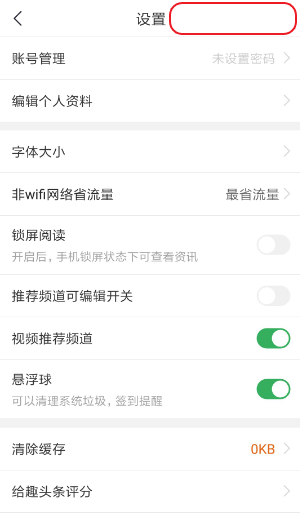 设置
账号管理 未设置密码
编辑个人资料
字体大小
非wifi网络省流量 最省流量
锁屏阅读
开启后，手机锁屏状态下可查看资讯
推荐频道可编辑开关
视频推荐频道
悬浮球
可以清理系统垃圾，签到提醒
清除缓存 0KB
给趣头条评分